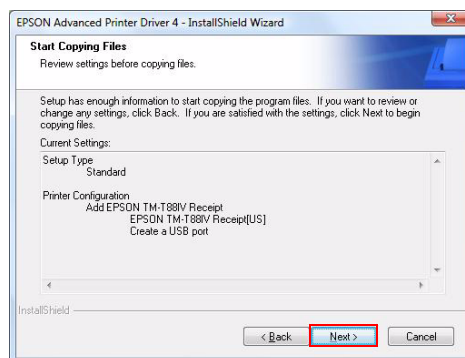 EPSON Advanced Printer Driver 4 - InstallShield Wizard
Start Copying Files
Review settings before copying files.
Setup has enough information to start copying the program files. If you want to review or
change any settings, click Back. If you are satisfied with the settings, click Next to begin
copying files.
Current Settings:
Setup Type
Standard
Printer Configuration
Add EPSON TM-T88IV Receipt
EPSON TM-T88IV Receipt[US]
Create a USB port
InstallShield
< Back
Next >
Cancel